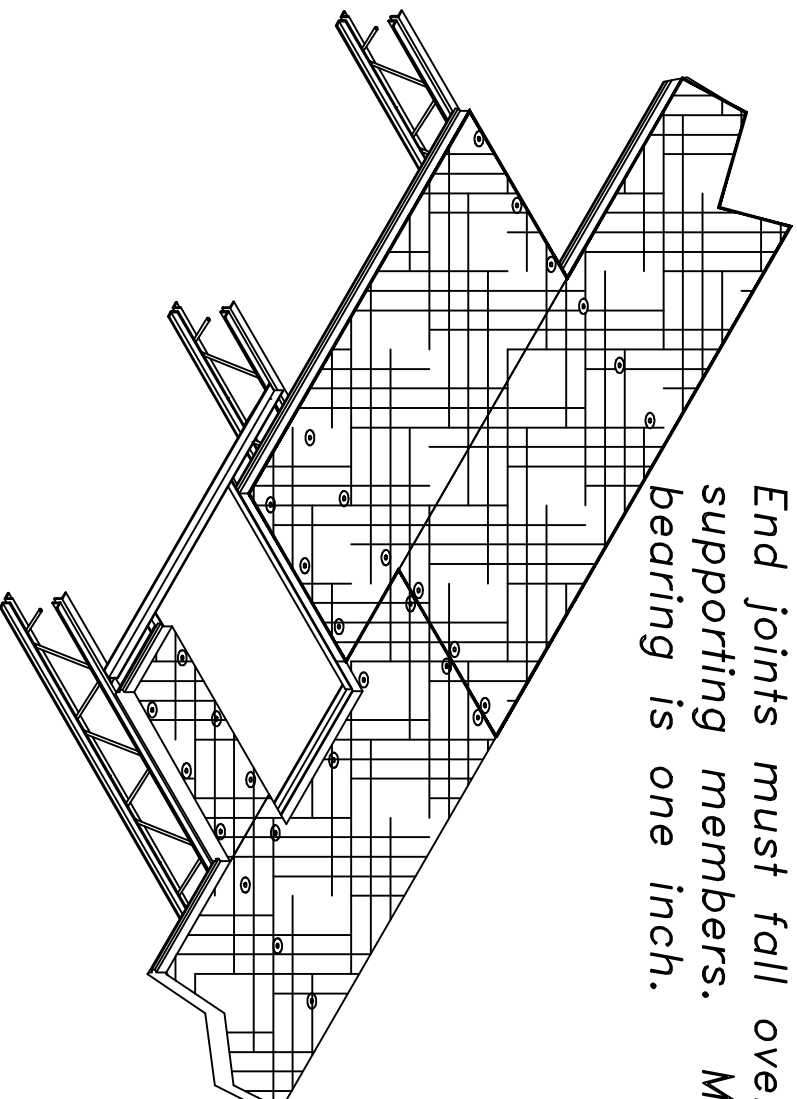 End joints must fall
supporting members.
bearing is one inch.